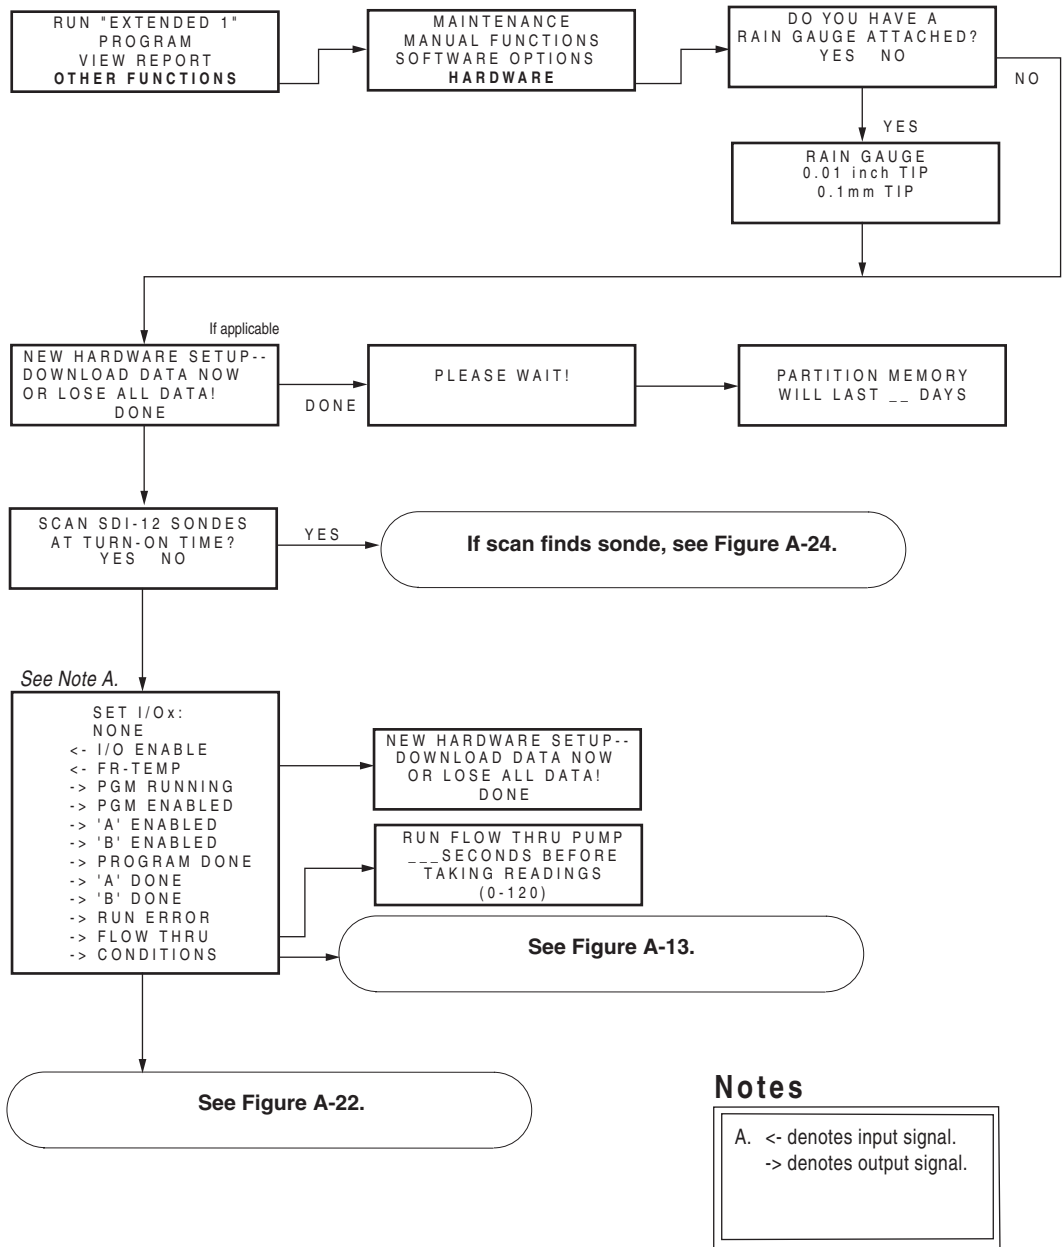 RUN "EXTENDED 1"
PROGRAM
VIEW REPORT
OTHER FUNCTIONS
MAINTENANCE
MANUAL FUNCTIONS
SOFTWARE OPTIONS
HARDWARE
DO YOU HAVE A
RAIN GAUGE ATTACHED?
YES NO
NO
YES
RAIN GAUGE
0.01 inch TIP
0.1mm TIP
If applicable
NEW HARDWARE SETUP--
DOWNLOAD DATA NOW
OR LOSE ALL DATA!
DONE
DONE
PLEASE WAIT!
PARTITION MEMORY
WILL LAST __ DAYS
SCAN SDI-12 SONDES
AT TURN-ON TIME?
YES NO
YES
If scan finds sonde, see Figure A-24.
See Note A.
SET I/Ox:
NONE
<- I/O ENABLE
<- FR-TEMP
-> PGM RUNNING
-> PGM ENABLED
-> 'A' ENABLED
-> 'B' ENABLED
-> PROGRAM DONE
-> 'A' DONE
-> 'B' DONE
-> RUN ERROR
-> FLOW THRU
-> CONDITIONS
NEW HARDWARE SETUP--
DOWNLOAD DATA NOW
OR LOSE ALL DATA!
DONE
RUN FLOW THRU PUMP
___SECONDS BEFORE
TAKING READINGS
(0-120)
See Figure A-13.
See Figure A-22.
Notes
A. <- denotes input signal.
-> denotes output signal.